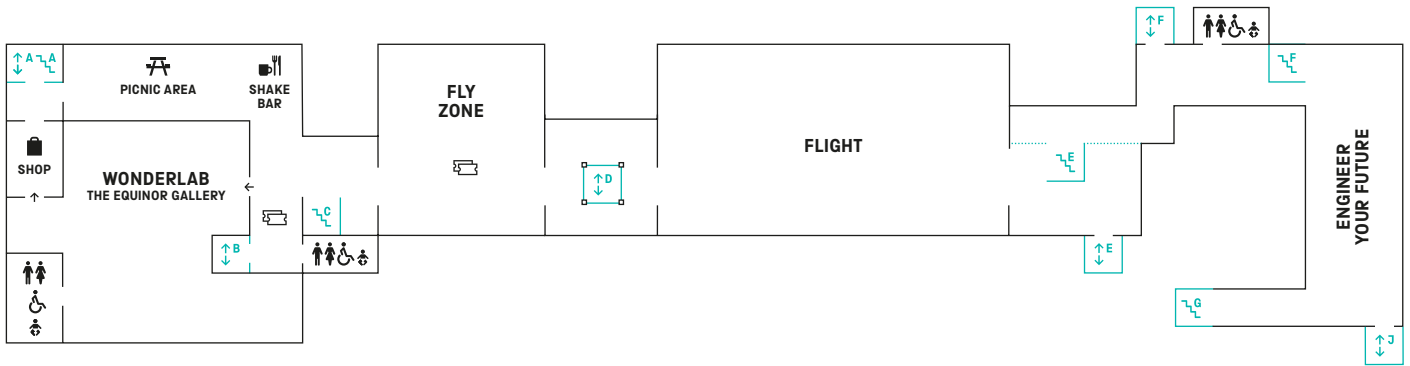 A A
PICNIC AREA
SHAKE
BAR
SHOP
WONDERLAB
THE EQUINOR GALLERY
B
C
FLY
ZONE
D
FLIGHT
E
E
F
F
ENGINEER
YOUR FUTURE
G
J